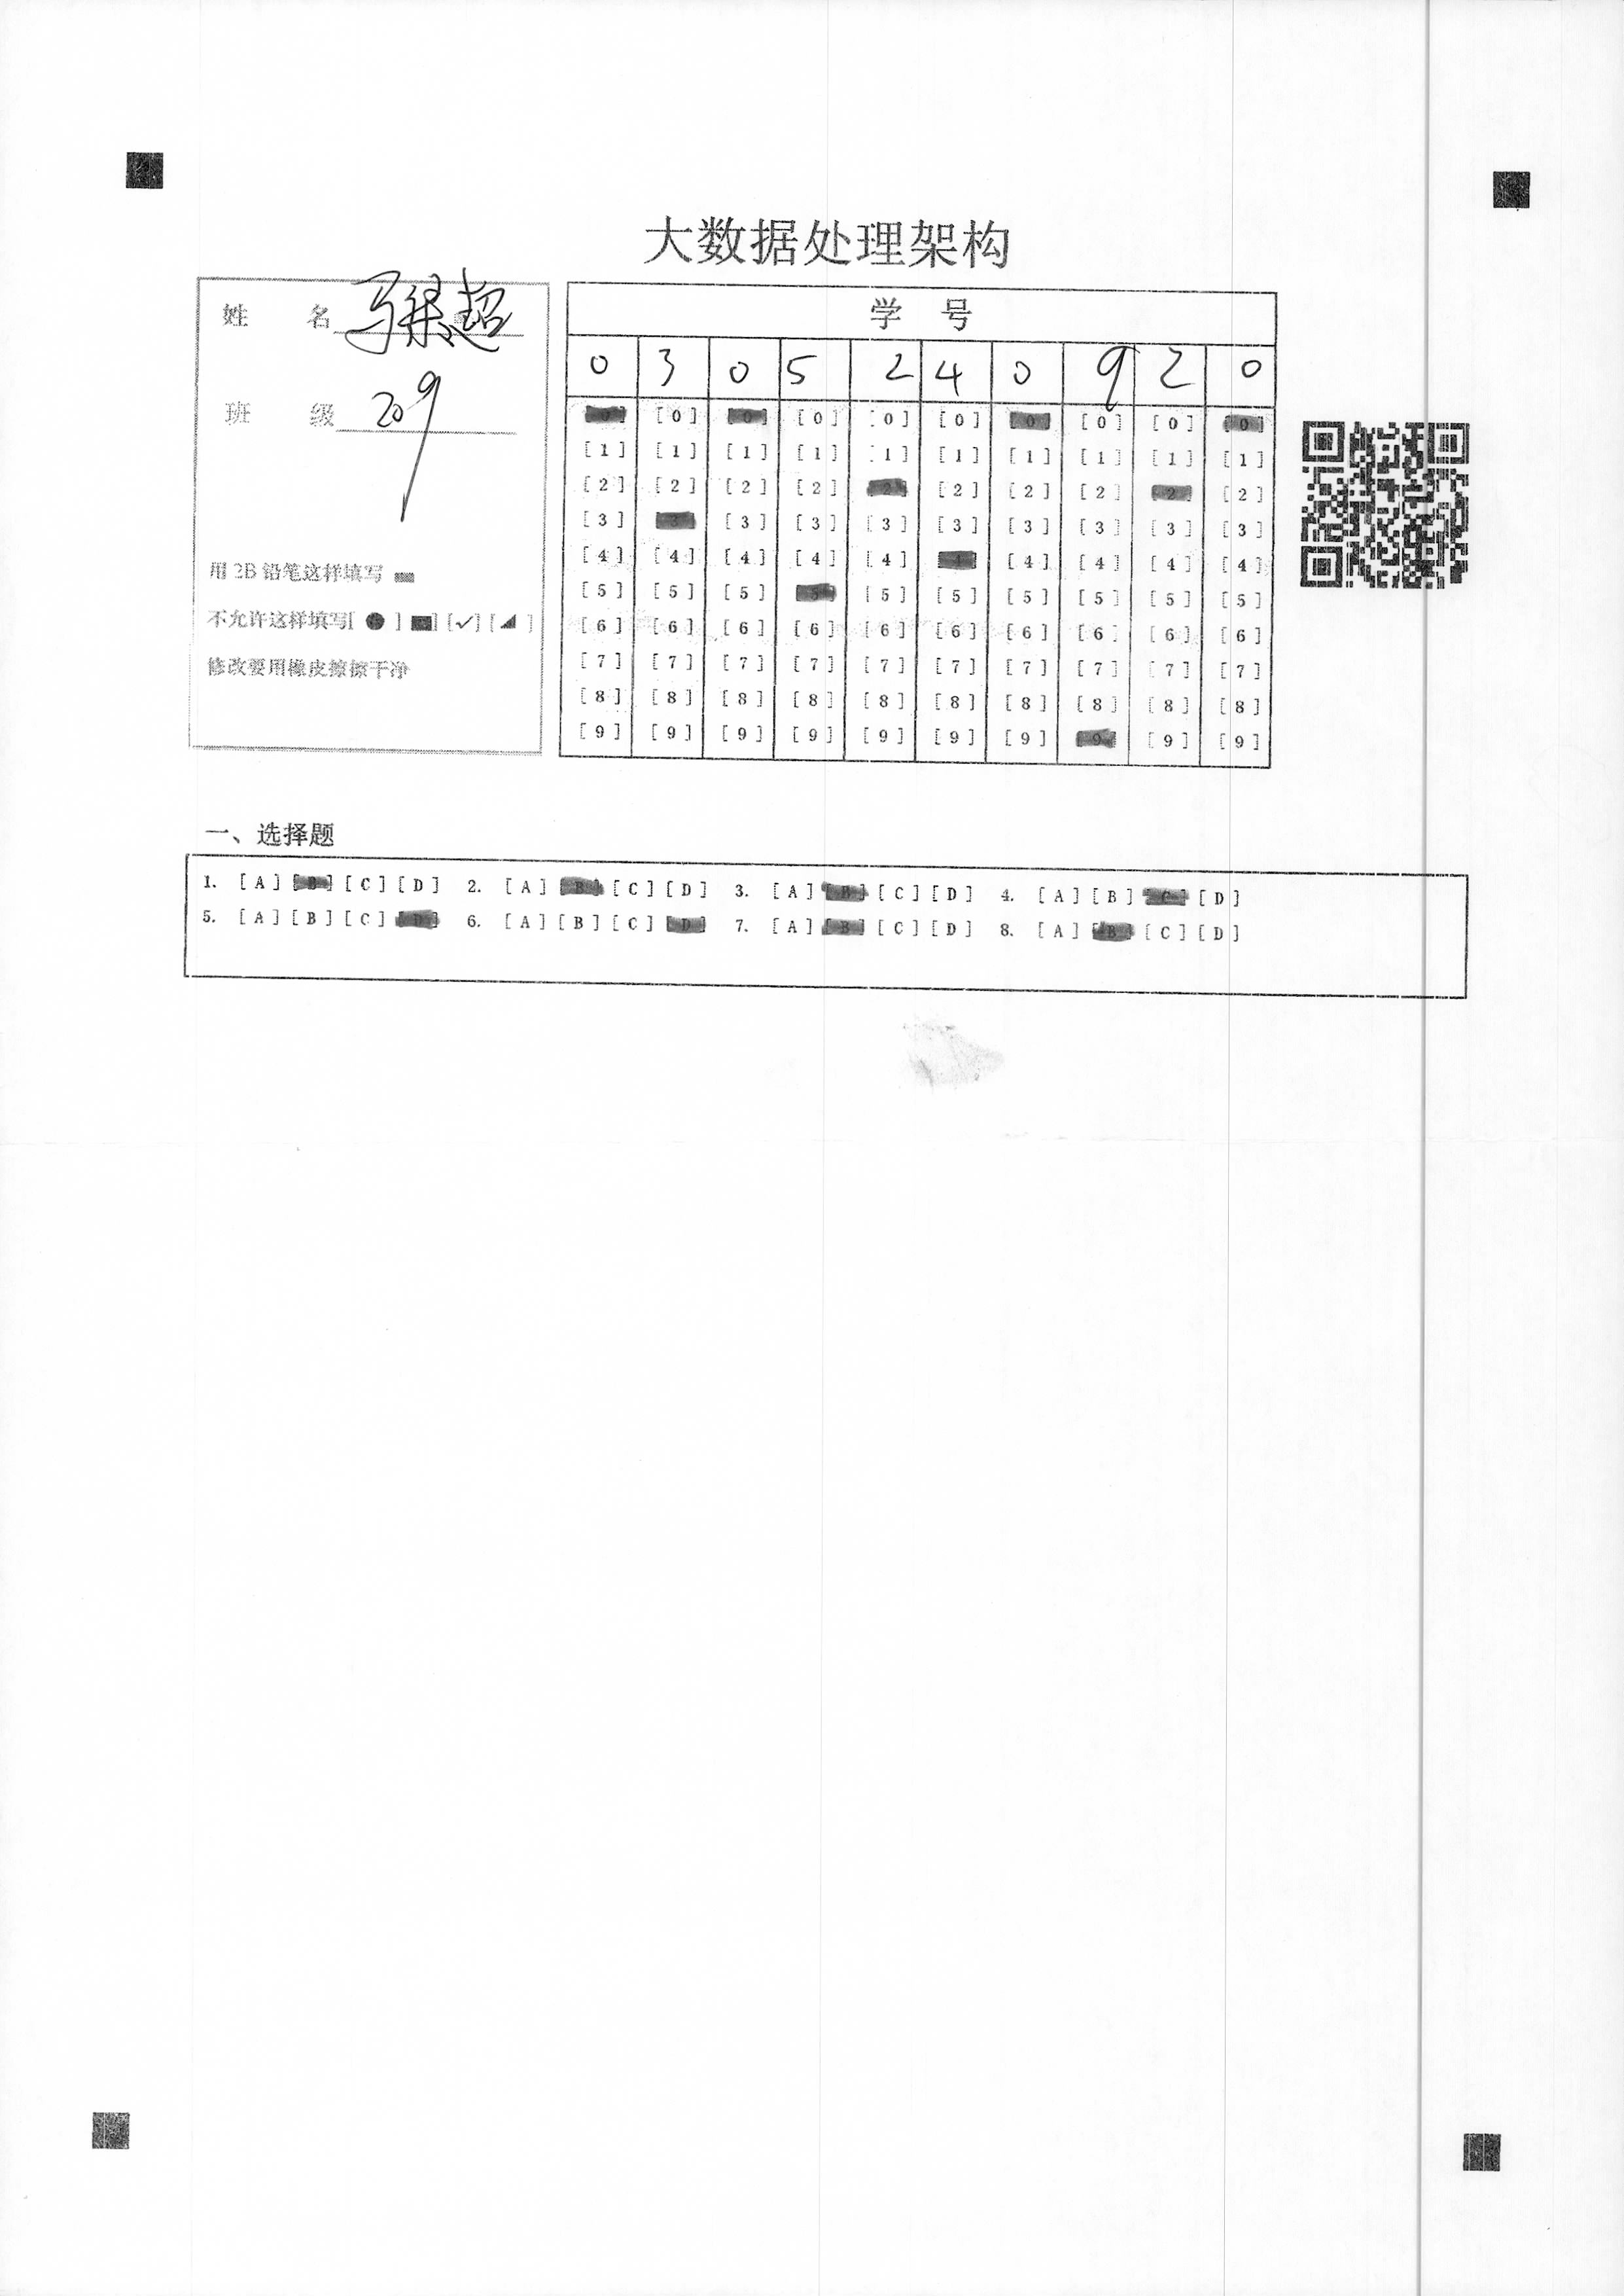 大数据处理架构
姓 名 马梁超
班 级 209
用 2B 铅笔这样填写
不允许这样填写[ ● ] [■] [✓] [◢ ]
修改要用橡皮擦擦干净
学 号
0 3 0 5 2 4 0 9 2 0
[0] [0] [0] [0] [0] [0] [0] [0] [0] [0]
[1] [1] [1] [1] [1] [1] [1] [1] [1] [1]
[2] [2] [2] [2] [2] [2] [2] [2] [2] [2]
[3] [3] [3] [3] [3] [3] [3] [3] [3] [3]
[4] [4] [4] [4] [4] [4] [4] [4] [4] [4]
[5] [5] [5] [5] [5] [5] [5] [5] [5] [5]
[6] [6] [6] [6] [6] [6] [6] [6] [6] [6]
[7] [7] [7] [7] [7] [7] [7] [7] [7] [7]
[8] [8] [8] [8] [8] [8] [8] [8] [8] [8]
[9] [9] [9] [9] [9] [9] [9] [9] [9] [9]
一、选择题
1. [A] [B] [C] [D] 2. [A] [B] [C] [D] 3. [A] [B] [C] [D] 4. [A] [B] [C] [D]
5. [A] [B] [C] [D] 6. [A] [B] [C] [D] 7. [A] [B] [C] [D] 8. [A] [B] [C] [D]